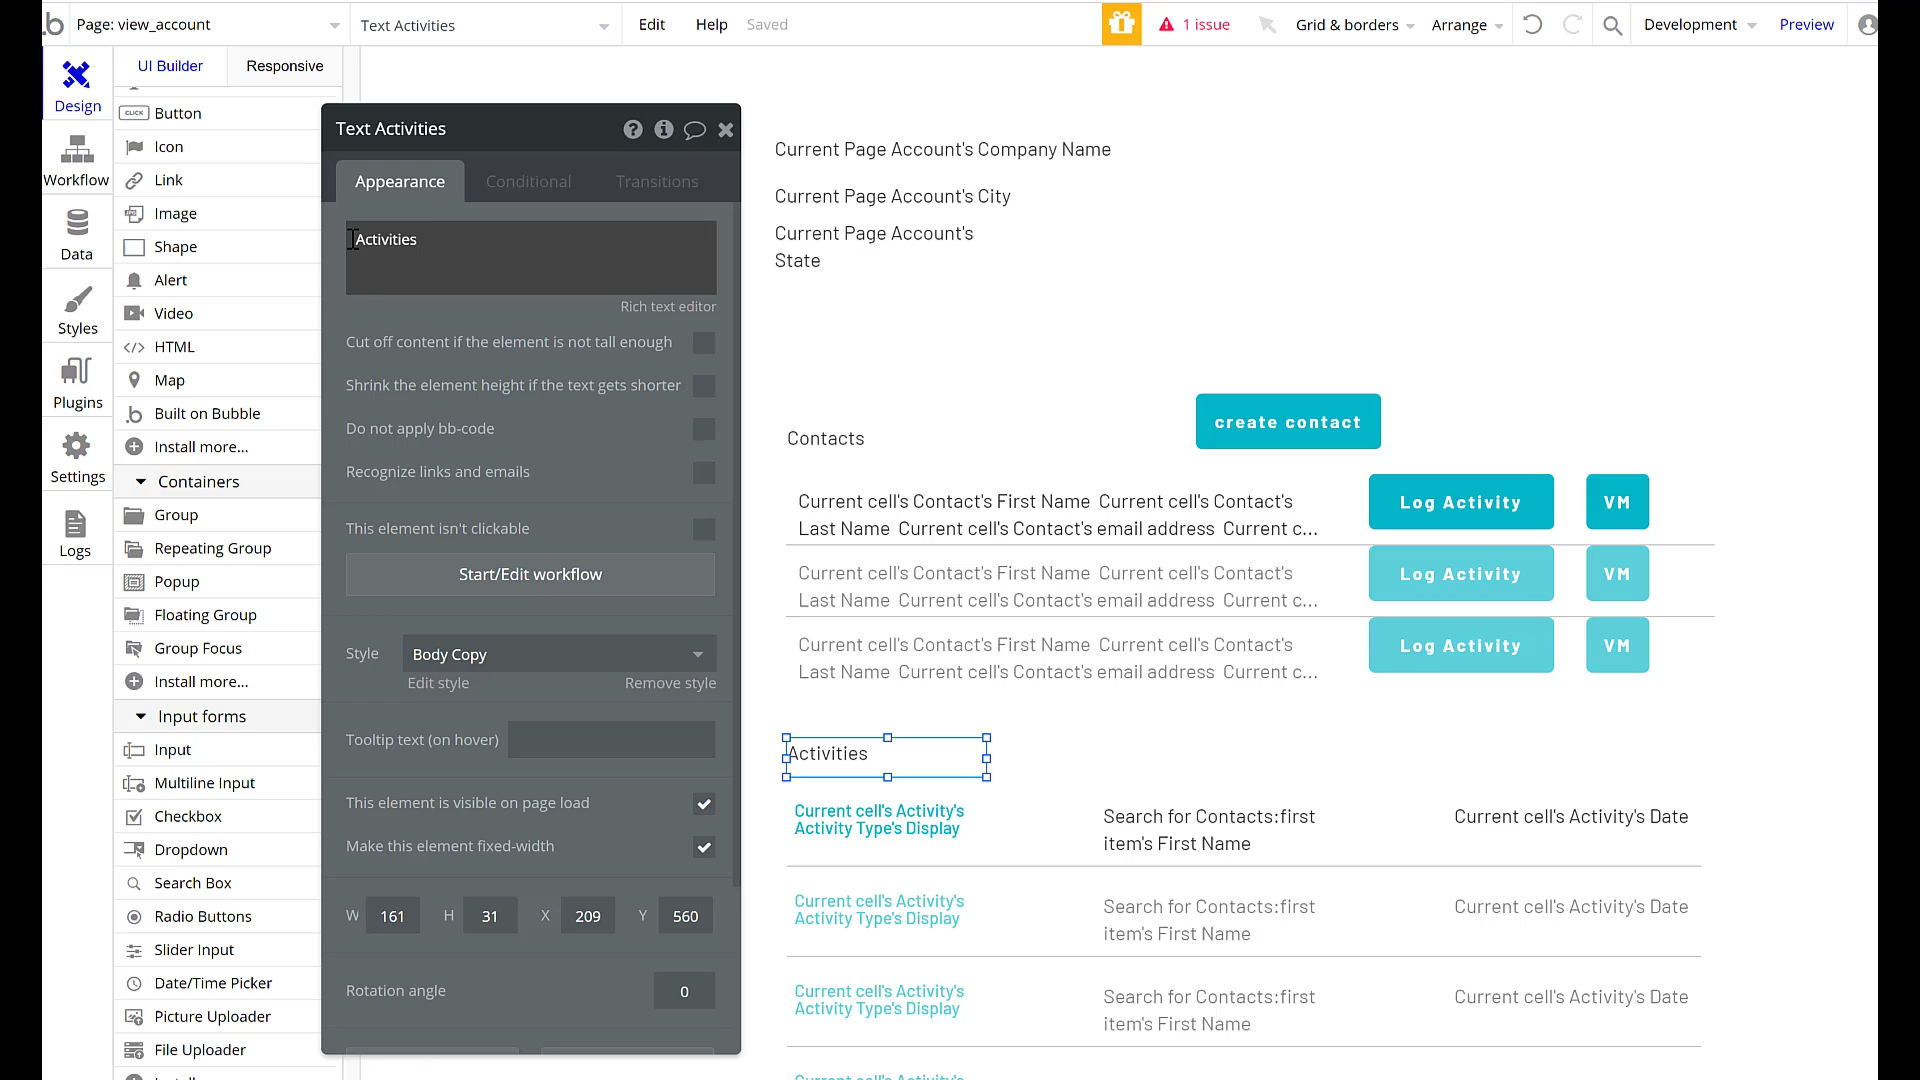 Page: view_account
Text Activities
Edit
Help
Saved
1 issue
Grid & borders
Arrange
Development
Preview
UI Builder
Responsive
Design
Workflow
Data
Styles
Plugins
Settings
Logs
CLICK Button
Icon
Link
Image
Shape
Alert
Video
HTML
Map
Built on Bubble
Install more...
Containers
Group
Repeating Group
Popup
Floating Group
Group Focus
Install more...
Input forms
Input
Multiline Input
Checkbox
Dropdown
Search Box
Radio Buttons
Slider Input
Date/Time Picker
Picture Uploader
File Uploader
Text Activities
Appearance
Conditional
Transitions
Activities
Rich text editor
Cut off content if the element is not tall enough
Shrink the element height if the text gets shorter
Do not apply bb-code
Recognize links and emails
This element isn't clickable
Start/Edit workflow
Style
Body Copy
Edit style
Remove style
Tooltip text (on hover)
This element is visible on page load
Make this element fixed-width
W 161 H 31 X 209 Y 560
Rotation angle 0
Current Page Account's Company Name
Current Page Account's City
Current Page Account's
State
create contact
Contacts
Current cell's Contact's First Name Current cell's Contact's
Last Name Current cell's Contact's email address Current c...
Log Activity
VM
Current cell's Contact's First Name Current cell's Contact's
Last Name Current cell's Contact's email address Current c...
Log Activity
VM
Current cell's Contact's First Name Current cell's Contact's
Last Name Current cell's Contact's email address Current c...
Log Activity
VM
Activities
Current cell's Activity's
Activity Type's Display
Search for Contacts:first
item's First Name
Current cell's Activity's Date
Current cell's Activity's
Activity Type's Display
Search for Contacts:first
item's First Name
Current cell's Activity's Date
Current cell's Activity's
Activity Type's Display
Search for Contacts:first
item's First Name
Current cell's Activity's Date